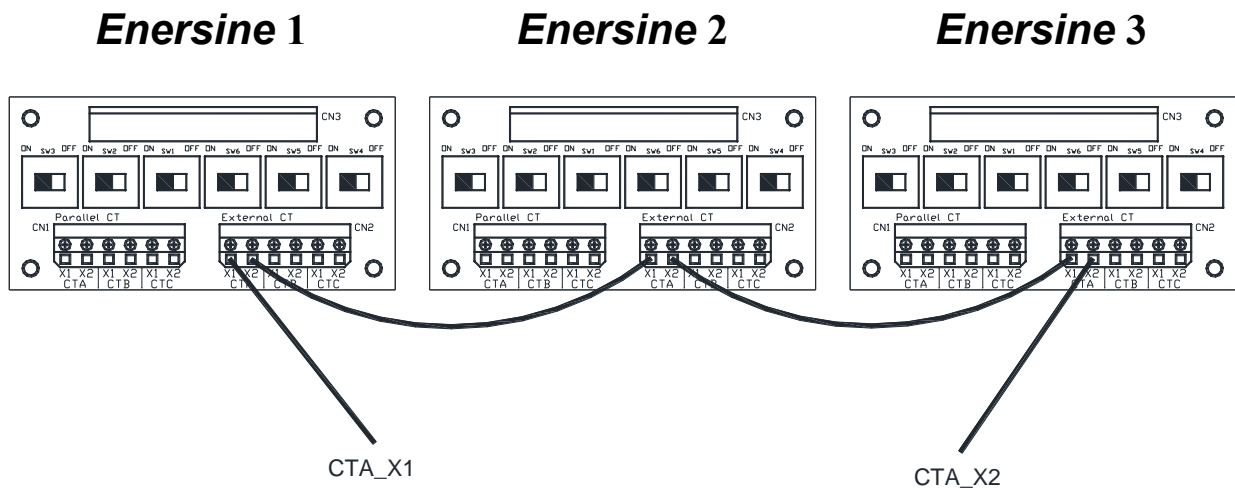 Enersine 1 Enersine 2 Enersine 3
CN3 CN3 CN3
ON SW3 OFF ON SW2 OFF ON SW1 OFF ON SW6 OFF ON SW5 OFF ON SW4 OFF ON SW3 OFF ON SW2 OFF ON SW1 OFF ON SW6 OFF ON SW5 OFF ON SW4 OFF ON SW3 OFF ON SW2 OFF ON SW1 OFF ON SW6 OFF ON SW5 OFF ON SW4 OFF
Parallel CT External CT Parallel CT External CT Parallel CT External CT
CN1 CN2 CN1 CN2 CN1 CN2
X1 X2 X1 X2 X1 X2 X1 X2 X1 X2 X1 X2 X1 X2 X1 X2 X1 X2 X1 X2 X1 X2 X1 X2 X1 X2 X1 X2 X1 X2 X1 X2 X1 X2 X1 X2
CTA CTB CTC CTA CTB CTC CTA CTB CTC CTA CTB CTC CTA CTB CTC CTA CTB CTC
CTA_X1 CTA_X2